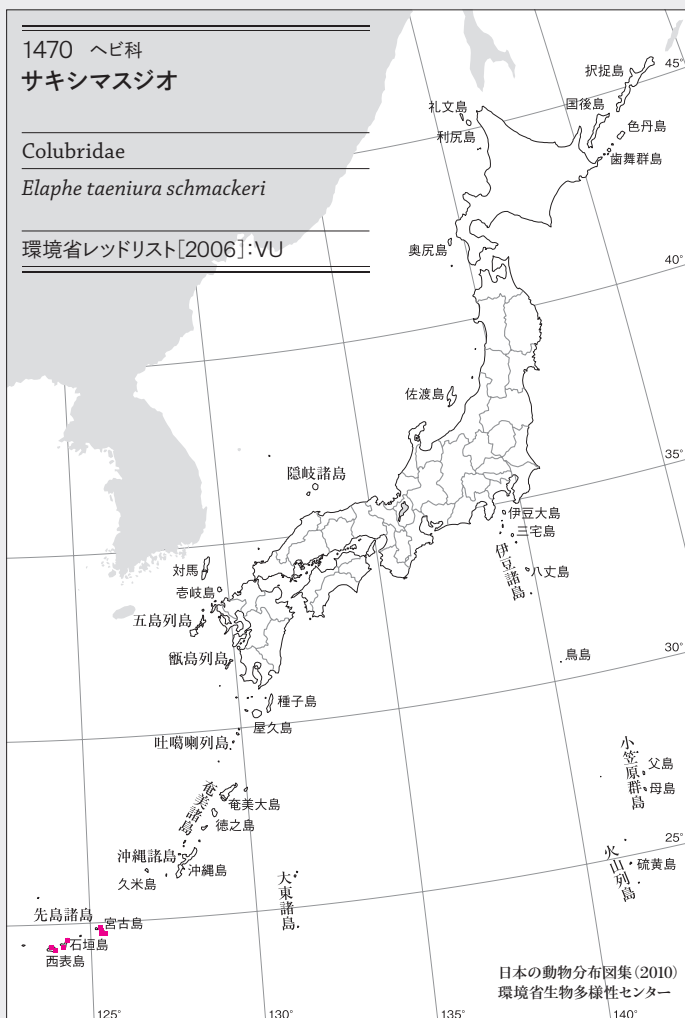 1470 ヘビ科
サキシマスジオ
Colubridae
Elaphe taeniura schmackeri
環境省レッドリスト[2006]:VU
択捉島
45°
国後島
礼文島
色丹島
利尻島
歯舞群島
奥尻島
40°
佐渡島
35°
隠岐諸島
伊豆大島
三宅島
伊豆諸島
八丈島
対馬
壱岐島
五島列島
甑島列島
鳥島
30°
種子島
屋久島
吐噶喇列島
小笠原群島
父島
母島
奄美諸島
奄美大島
徳之島
25°
沖縄諸島
沖縄島
久米島
火山列島
硫黄島
大東諸島
先島諸島
宮古島
石垣島
西表島
日本の動物分布図集(2010)
環境省生物多様性センター
125°
130°
135°
140°